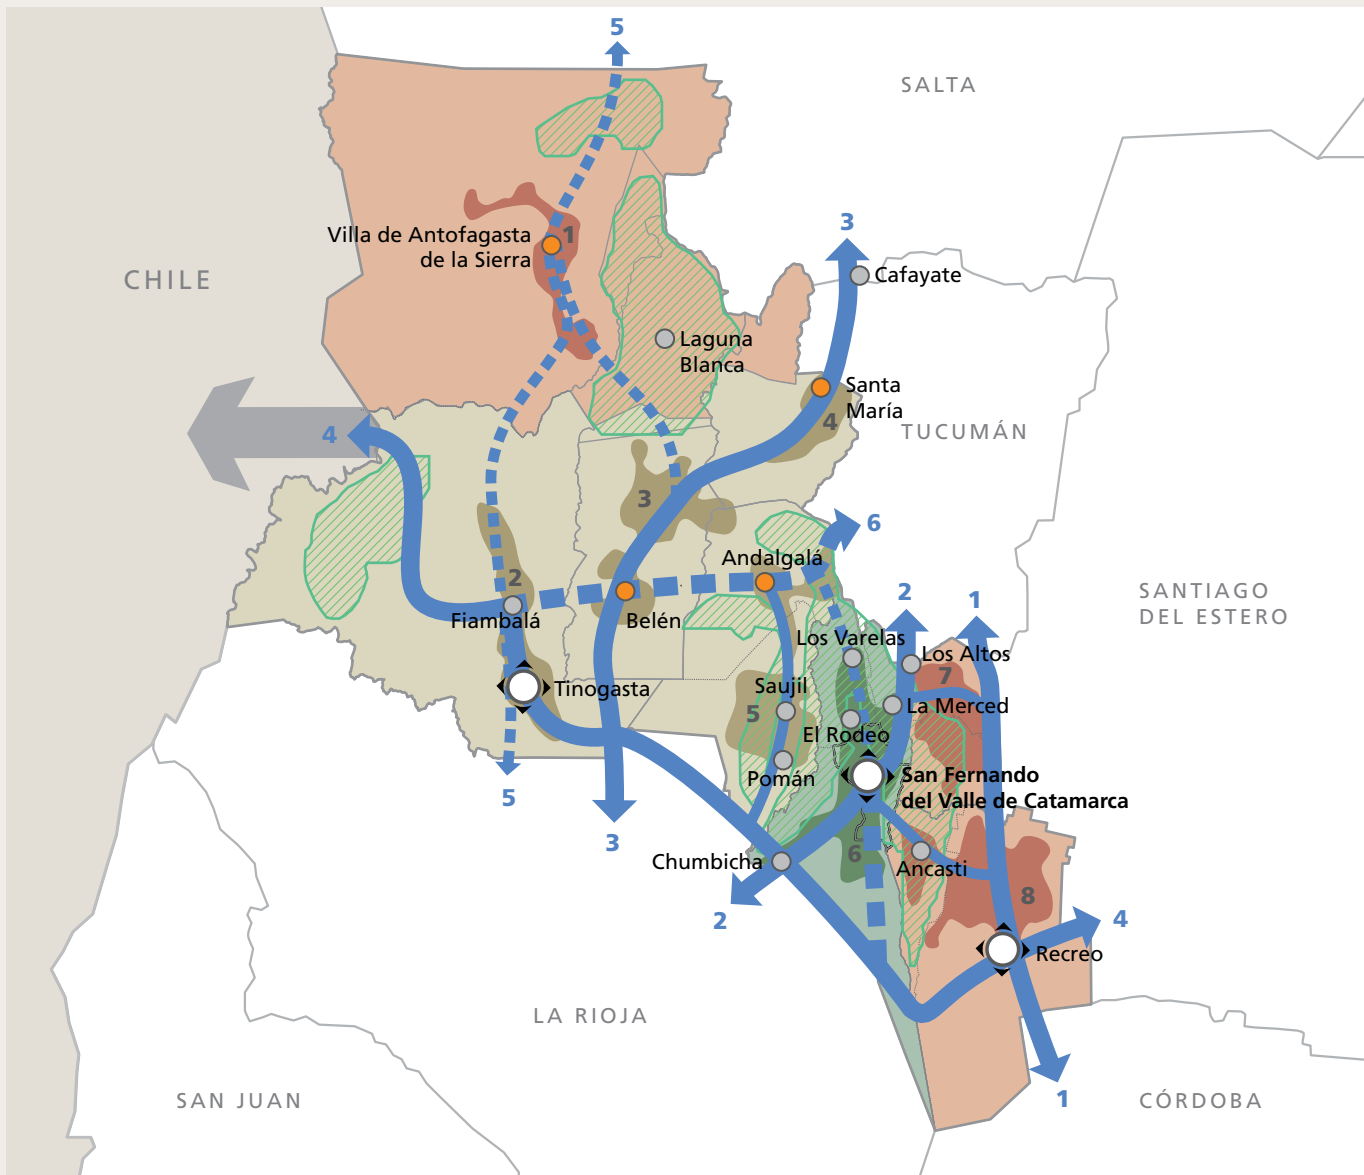 5
SALTA
3
Villa de Antofagasta
de la Sierra
1
CHILE
Cafayate
Laguna
Blanca
Santa
María
4
TUCUMÁN
4
3
6
Andalgalá
2
Fiambalá
Belén
2
1
SANTIAGO
DEL ESTERO
Los Varelas
Los Altos
7
Tinogasta
Saujil
5
La Merced
El Rodeo
Pomán
San Fernando
del Valle de Catamarca
5
3
Chumbicha
6
Ancasti
8
2
4
Recreo
LA RIOJA
SAN JUAN
1
CÓRDOBA